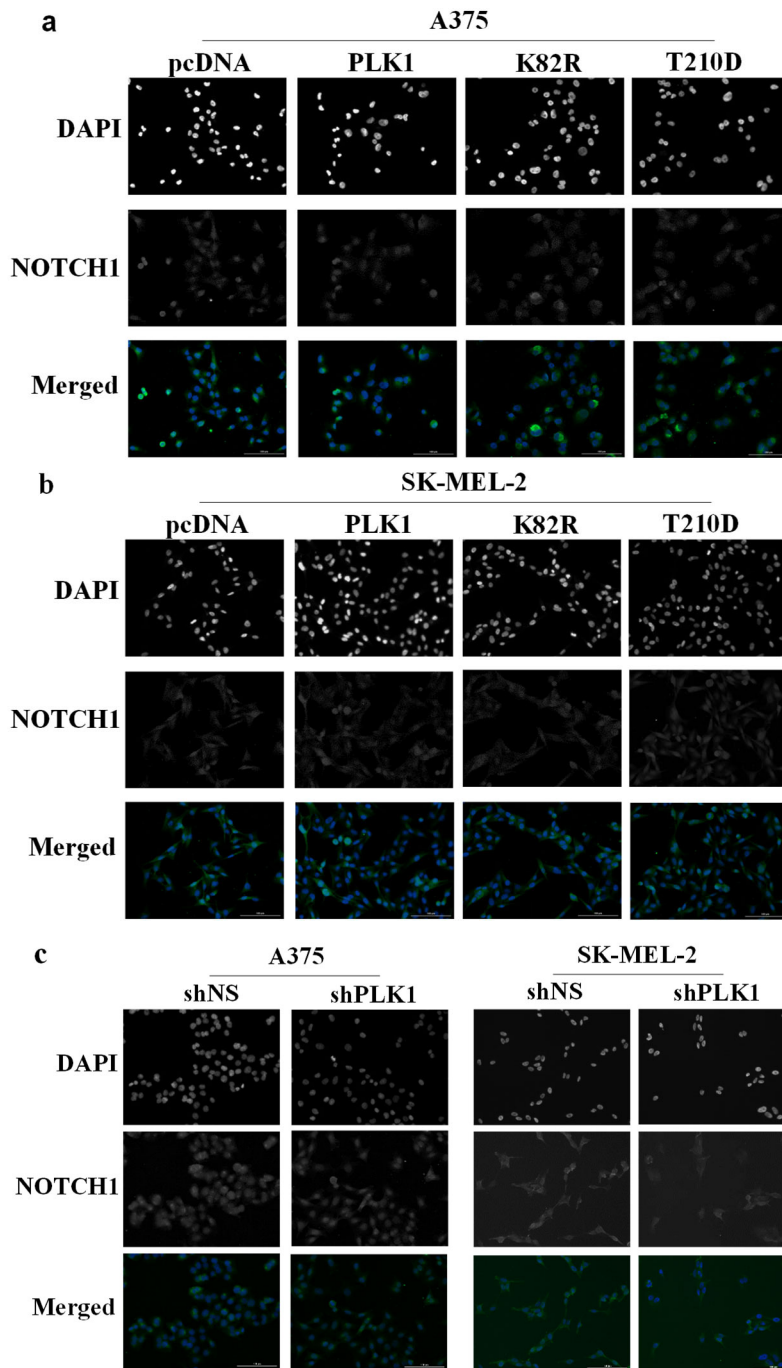 a
A375
pcDNA PLK1 K82R T210D
DAPI
NOTCH1
Merged
b
SK-MEL-2
pcDNA PLK1 K82R T210D
DAPI
NOTCH1
Merged
c
A375 SK-MEL-2
shNS shPLK1 shNS shPLK1
DAPI
NOTCH1
Merged